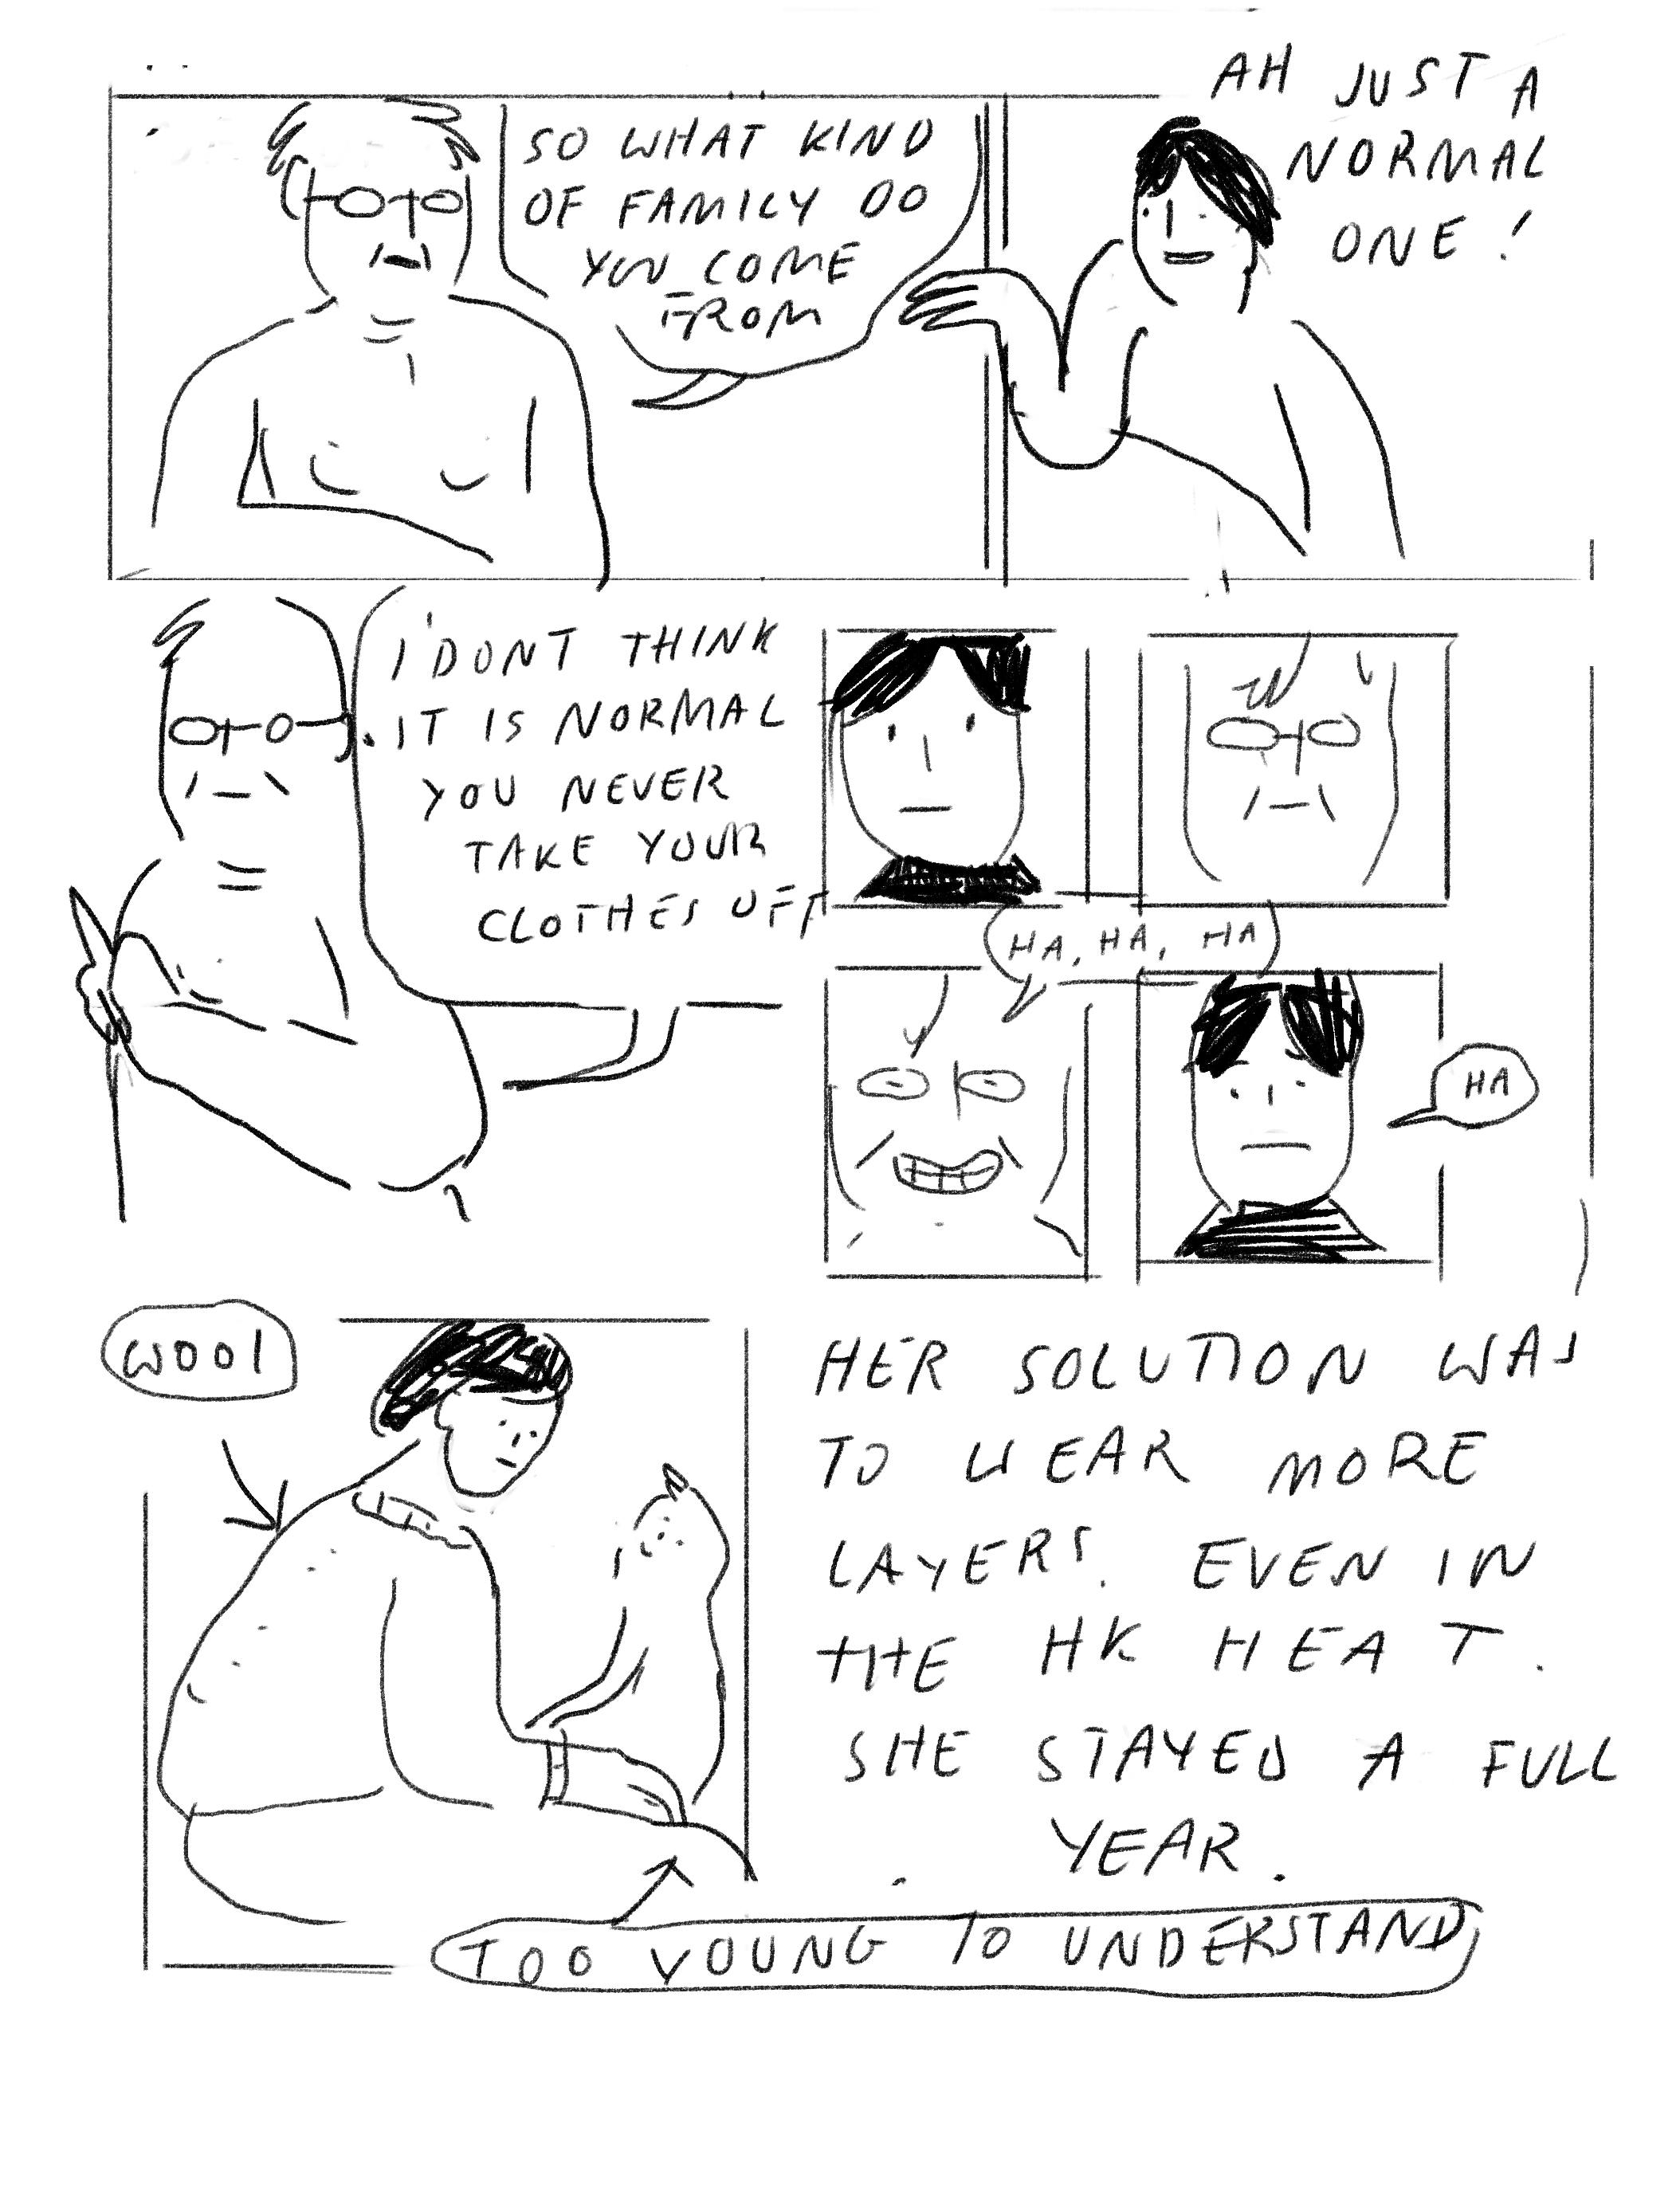 SO WHAT KIND
OF FAMILY DO
YOU COME
FROM
AH JUST A
NORMAL
ONE!
I DONT THINK
IT IS NORMAL
YOU NEVER
TAKE YOUR
CLOTHES OFF
HA, HA, HA
HA
WOOl
HER SOLUTION WAS
TO WEAR MORE
LAYERS. EVEN IN
THE HK HEAT.
SHE STAYED A FULL
YEAR.
TOO YOUNG TO UNDERSTAND